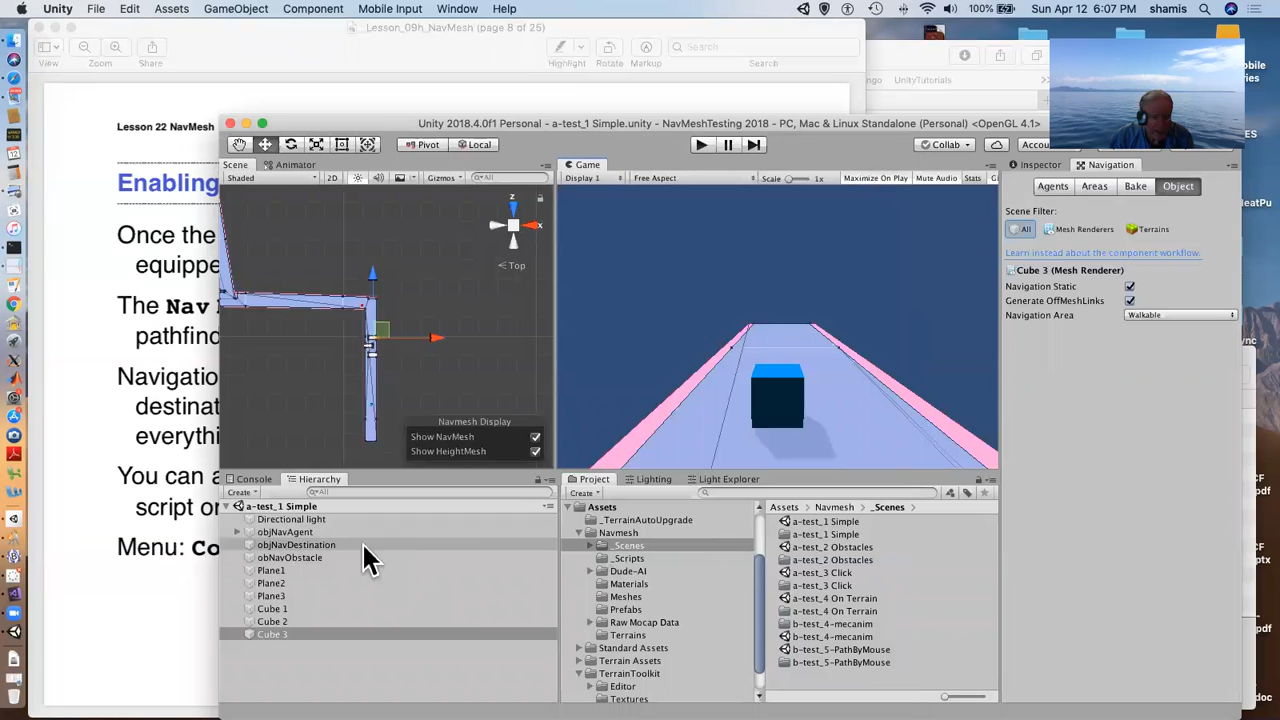 Unity File Edit Assets GameObject Component Mobile Input Window Help 100% Sun Apr 12 6:07 PM shamis
Lesson_09h_NavMesh (page 8 of 25)
View Zoom Share Search Highlight Rotate Markup Search
UnityTutorials
Lesson 22 NavMesh
Enabling
Once the
equippe
The Nav
pathfind
Navigatio
destinat
everythi
You can a
script or
Menu: Co
Unity 2018.4.0f1 Personal - a-test_1 Simple.unity - NavMeshTesting 2018 - PC, Mac & Linux Standalone (Personal) <OpenGL 4.1>
Pivot Local Collab Accou
Scene Animator
Shaded 2D Gizmos All
z
x
Top
Navmesh Display
Show NavMesh
Show HeightMesh
Game
Display 1 Free Aspect Scale 1x Maximize On Play Mute Audio Stats
Inspector Navigation
Agents Areas Bake Object
Scene Filter:
All Mesh Renderers Terrains
Learn instead about the component workflow.
Cube 3 (Mesh Renderer)
Navigation Static
Generate OffMeshLinks
Navigation Area Walkable
Console Hierarchy
Create All
a-test_1 Simple
Directional light
objNavAgent
objNavDestination
obNavObstacle
Plane1
Plane2
Plane3
Cube 1
Cube 2
Cube 3
Project Lighting Light Explorer
Create
Assets
_TerrainAutoUpgrade
Navmesh
_Scenes
_Scripts
Dude-AI
Materials
Meshes
Prefabs
Raw Mocap Data
Terrains
Standard Assets
Terrain Assets
TerrainToolkit
Editor
Textures
Assets Navmesh _Scenes
a-test_1 Simple
a-test_1 Simple
a-test_2 Obstacles
a-test_2 Obstacles
a-test_3 Click
a-test_3 Click
a-test_4 On Terrain
a-test_4 On Terrain
b-test_4-mecanim
b-test_4-mecanim
b-test_5-PathByMouse
b-test_5-PathByMouse